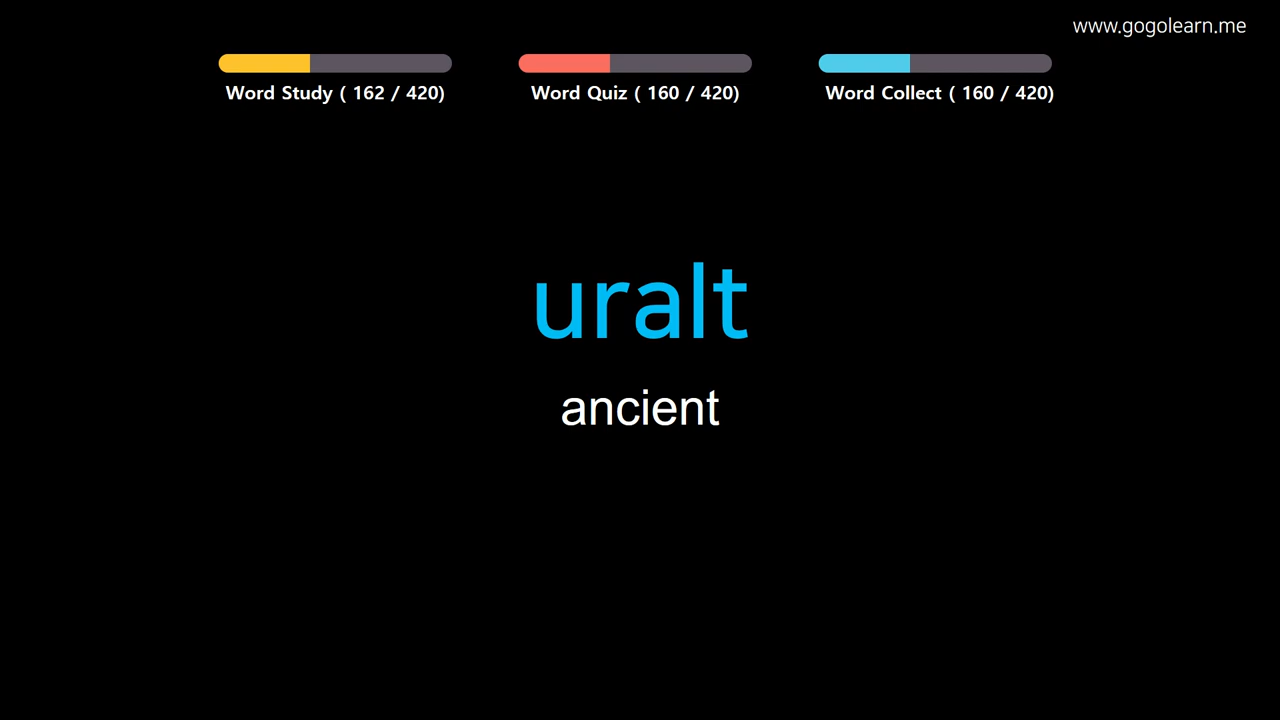 www.gogolearn.me
Word Study ( 162 / 420)
Word Quiz ( 160 / 420)
Word Collect ( 160 / 420)
uralt
ancient